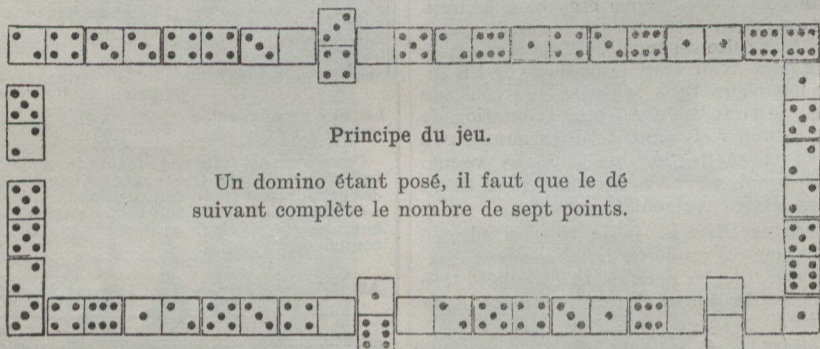 Principe du jeu.
Un domino étant posé, il faut que le dé
suivant complète le nombre de sept points.